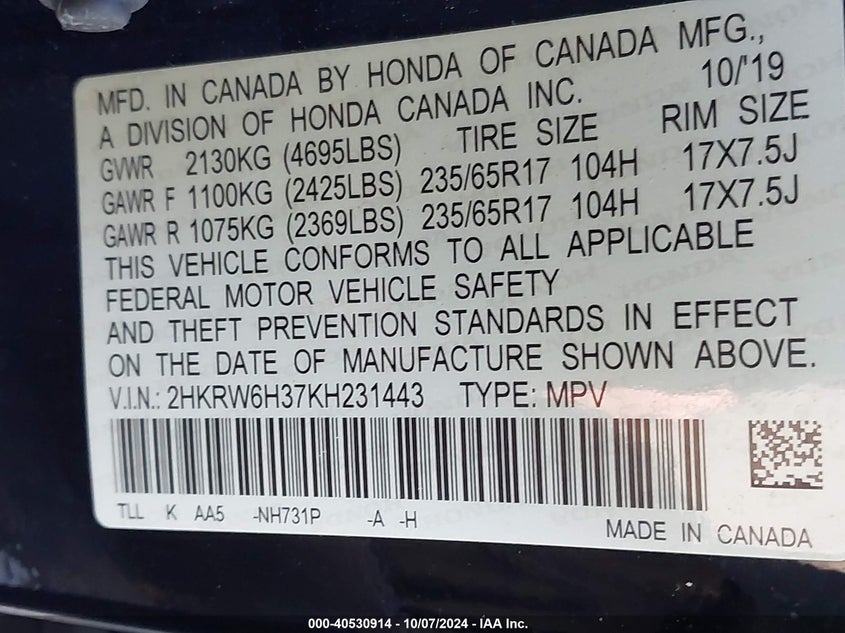 MFD. IN CANADA BY HONDA OF CANADA MFG.,
A DIVISION OF HONDA CANADA INC. 10/'19
GVWR 2130KG (4695LBS) TIRE SIZE RIM SIZE
GAWR F 1100KG (2425LBS) 235/65R17 104H 17X7.5J
GAWR R 1075KG (2369LBS) 235/65R17 104H 17X7.5J
THIS VEHICLE CONFORMS TO ALL APPLICABLE
FEDERAL MOTOR VEHICLE SAFETY
AND THEFT PREVENTION STANDARDS IN EFFECT
ON THE DATE OF MANUFACTURE SHOWN ABOVE.
V.I.N.: 2HKRW6H37KH231443 TYPE: MPV
TLL K AA5 -NH731P -A -H
MADE IN CANADA
000-40530914 - 10/07/2024 - IAA Inc.